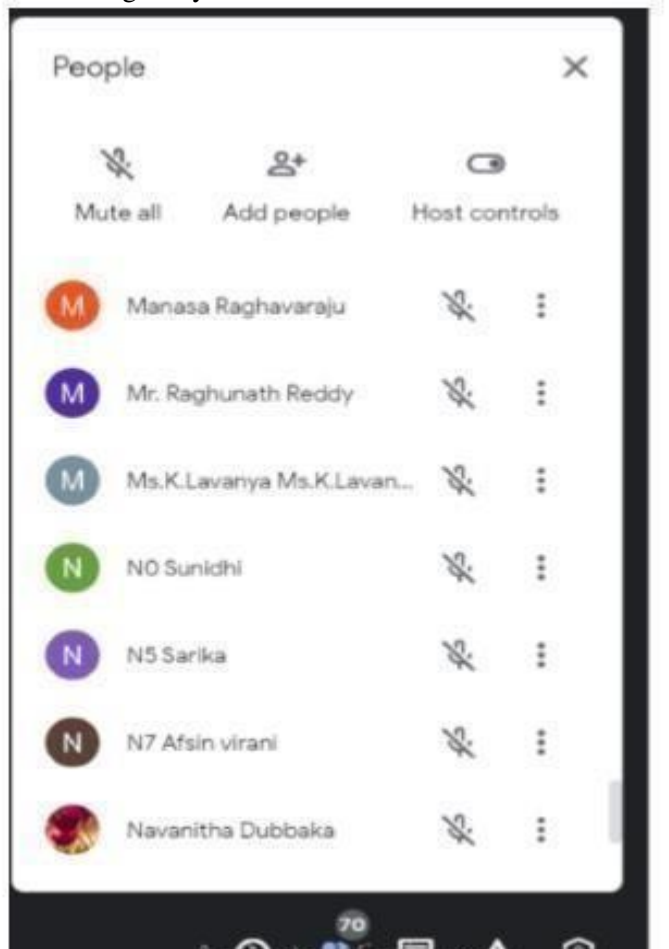 People
Mute all Add people Host controls
M Manasa Raghavaraju
M Mr. Raghunath Reddy
M Ms.K.Lavanya Ms.K.Lavan...
N N0 Sunidhi
N N5 Sarika
N N7 Afsin virani
Navanitha Dubbaka
70